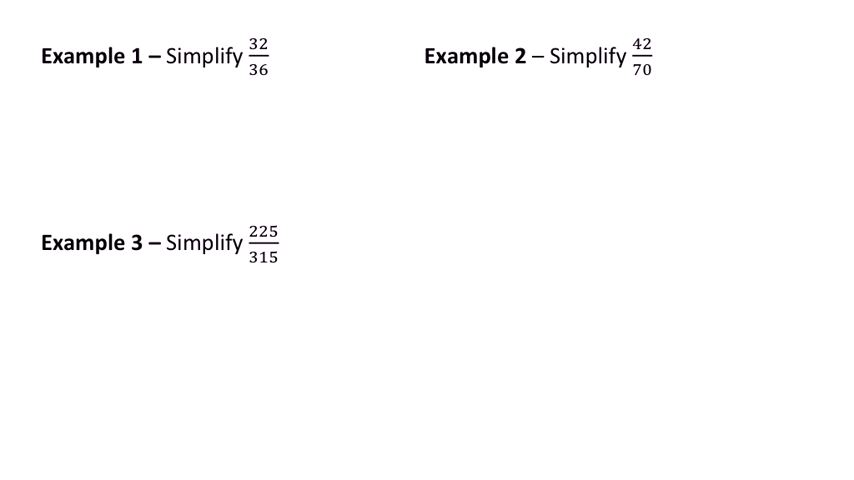 Example 1 – Simplify 32/36
Example 2 – Simplify 42/70
Example 3 – Simplify 225/315